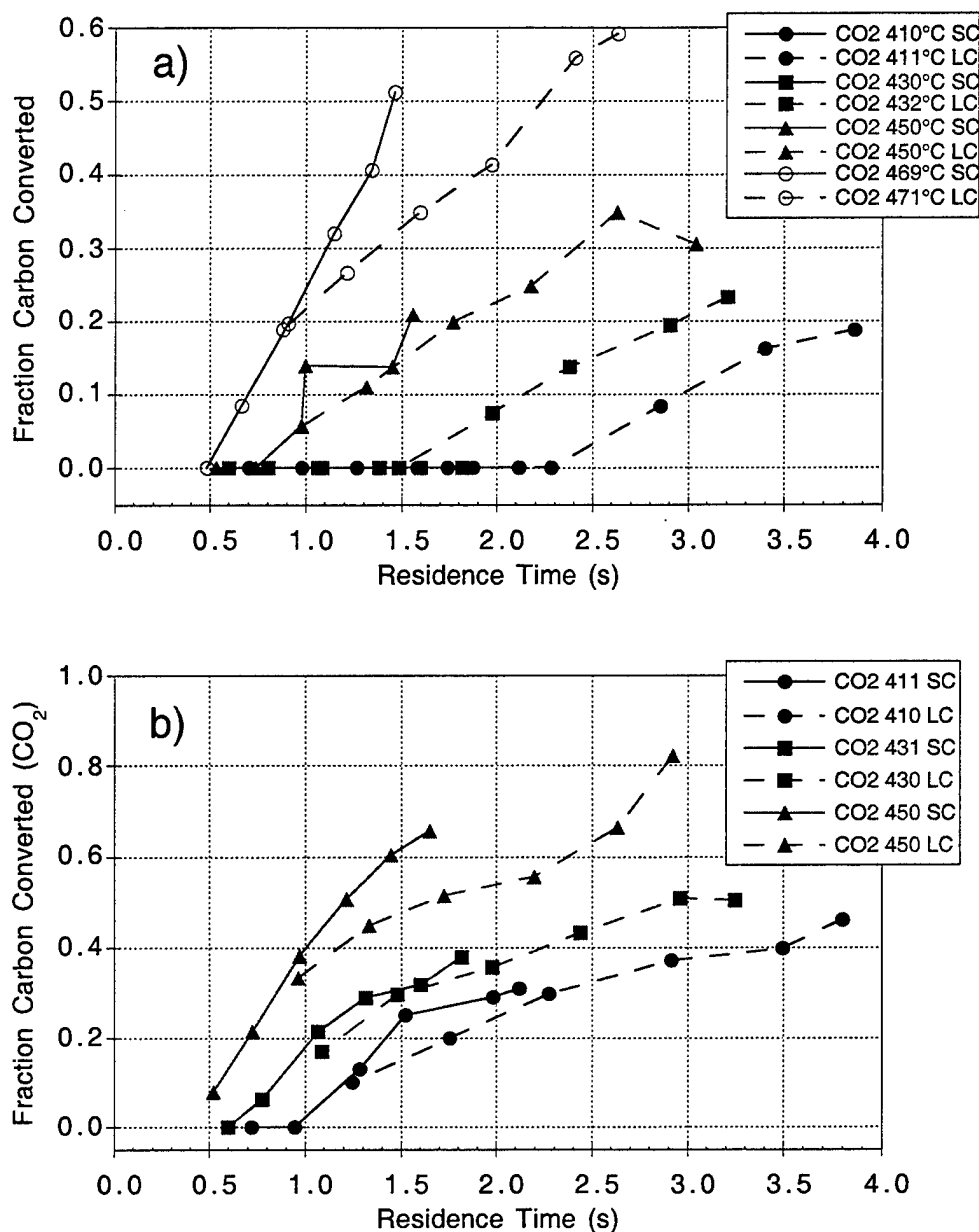 a)
Fraction Carbon Converted
0.6
0.5
0.4
0.3
0.2
0.1
0.0
0.0 0.5 1.0 1.5 2.0 2.5 3.0 3.5 4.0
Residence Time (s)
CO2 410°C SC
CO2 411°C LC
CO2 430°C SC
CO2 432°C LC
CO2 450°C SC
CO2 450°C LC
CO2 469°C SC
CO2 471°C LC
b)
Fraction Carbon Converted (CO₂)
1.0
0.8
0.6
0.4
0.2
0.0
0.0 0.5 1.0 1.5 2.0 2.5 3.0 3.5 4.0
Residence Time (s)
CO2 411 SC
CO2 410 LC
CO2 431 SC
CO2 430 LC
CO2 450 SC
CO2 450 LC